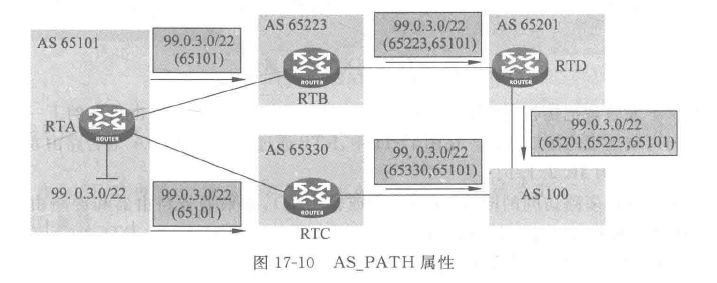 AS 65101
99.0.3.0/22
(65101)
AS 65223
ROUTER
RTB
99.0.3.0/22
(65223,65101)
AS 65201
ROUTER
RTD
RTA
ROUTER
99. 0.3.0/22
99.0.3.0/22
(65201,65223,65101)
AS 65330
ROUTER
RTC
99. 0.3.0/22
(65330,65101)
AS 100
99.0.3.0/22
(65101)
图 17-10 AS_PATH 属性